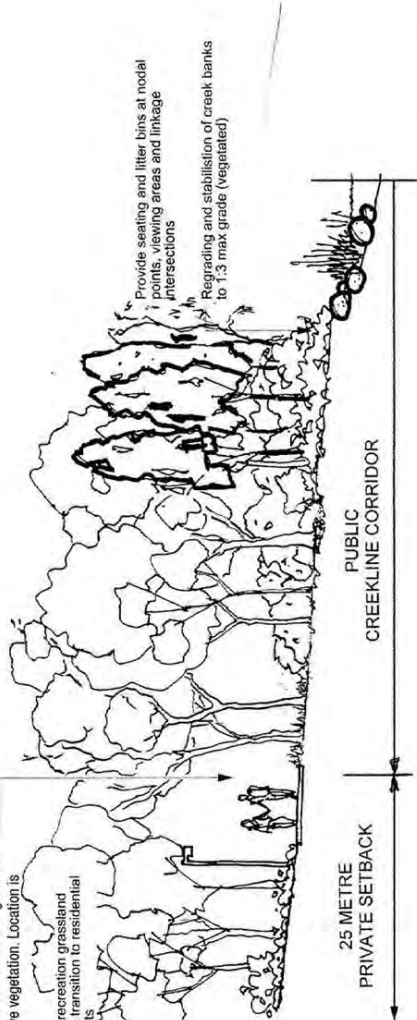 e vegetation. Location is
recreation grassland
transition to residential
ts
Provide seating and litter bins at nodal
points, viewing areas and linkage
intersections
Regrading and stabilistion of creek banks
to 1:3 max grade (vegetated)
25 METRE
PRIVATE SETBACK
PUBLIC
CREEKLINE CORRIDOR